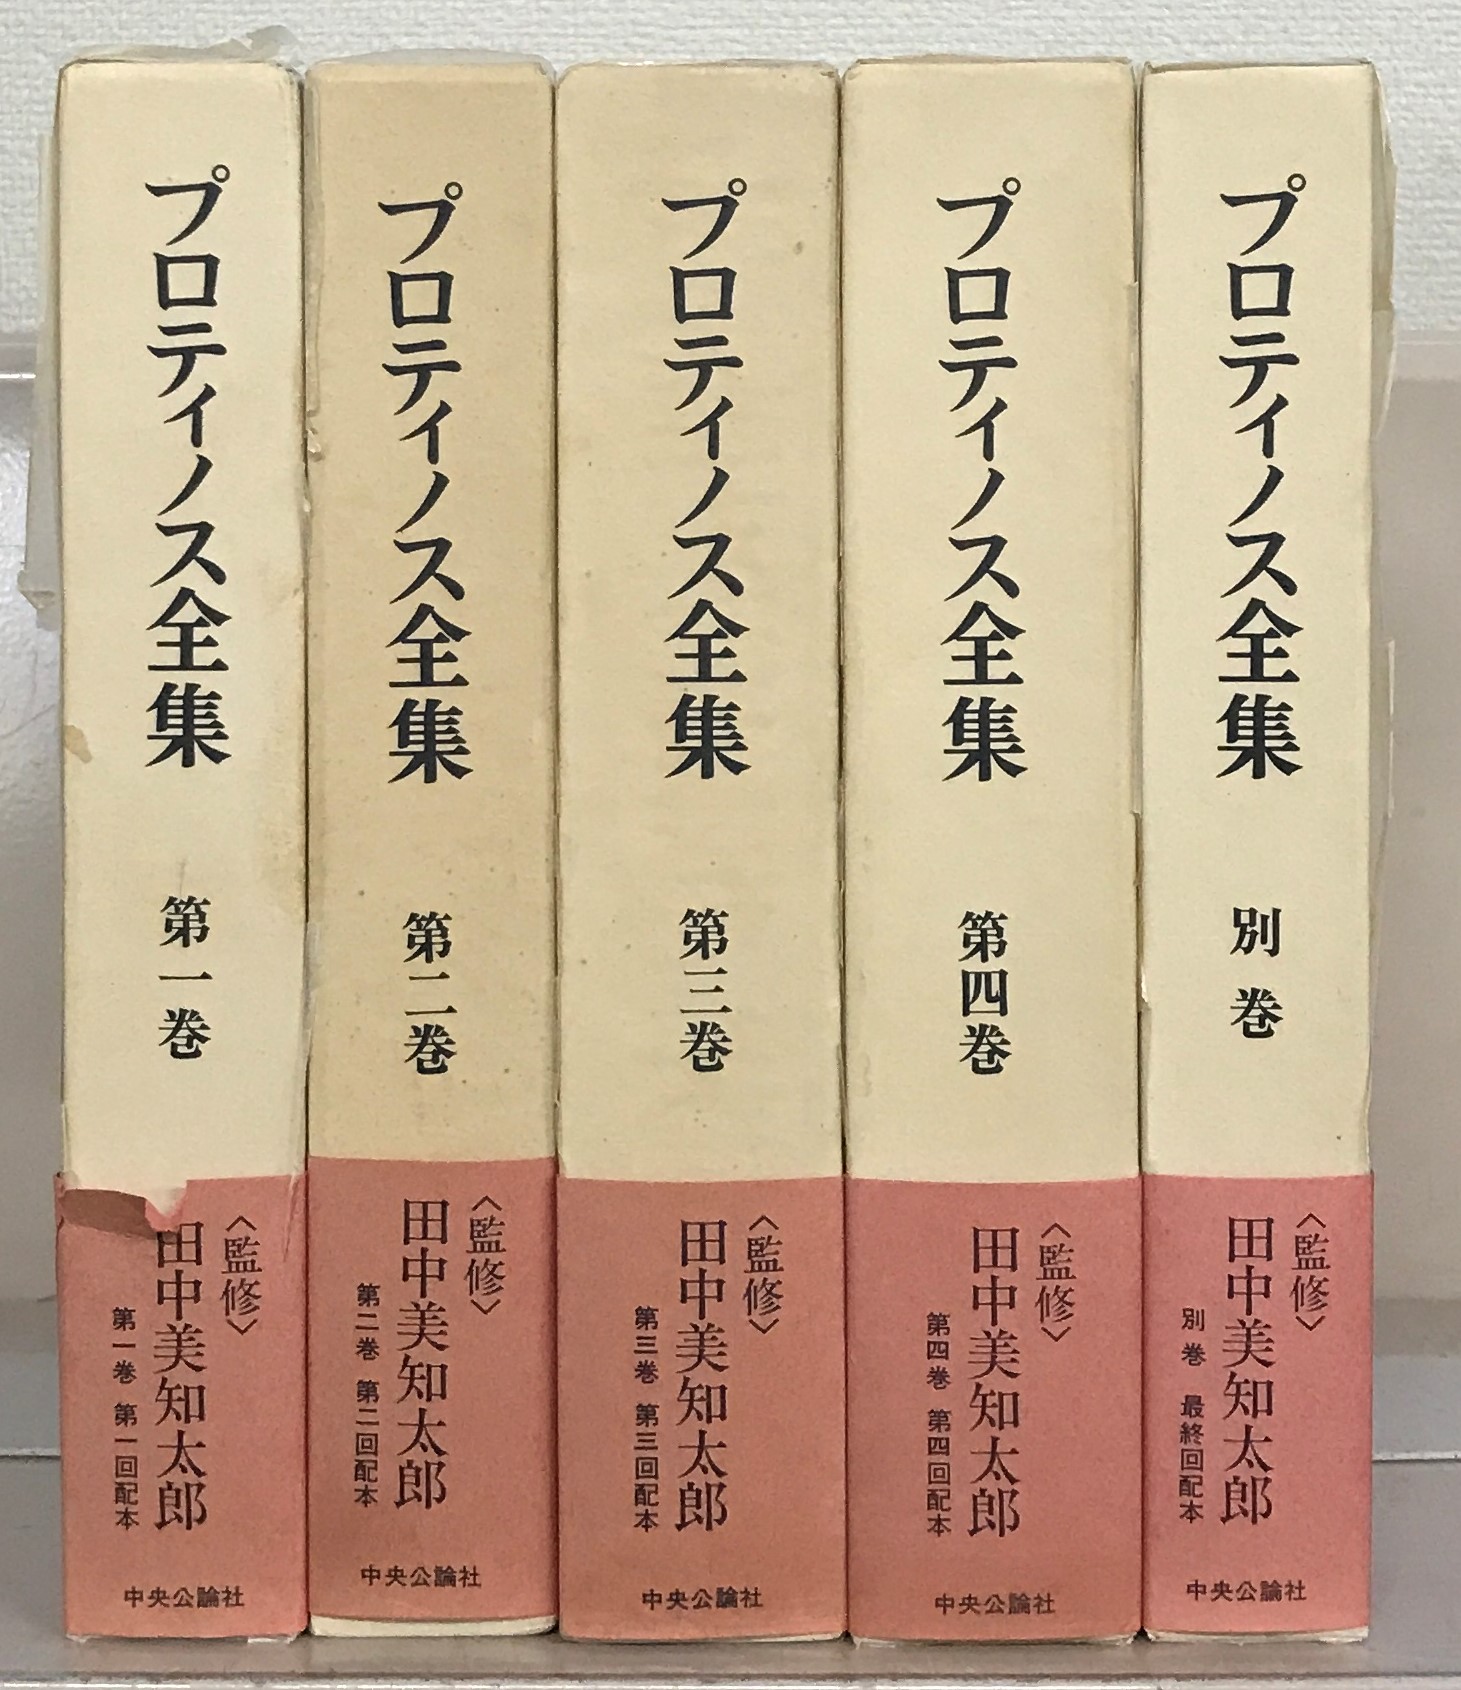 プロティノス全集
第一巻
〈監修〉
田中美知太郎
第一巻 第一回配本
中央公論社
プロティノス全集
第二巻
〈監修〉
田中美知太郎
第二巻 第二回配本
中央公論社
プロティノス全集
第三巻
〈監修〉
田中美知太郎
第三巻 第三回配本
中央公論社
プロティノス全集
第四巻
〈監修〉
田中美知太郎
第四巻 第四回配本
中央公論社
プロティノス全集
別巻
〈監修〉
田中美知太郎
別巻 最終回配本
中央公論社